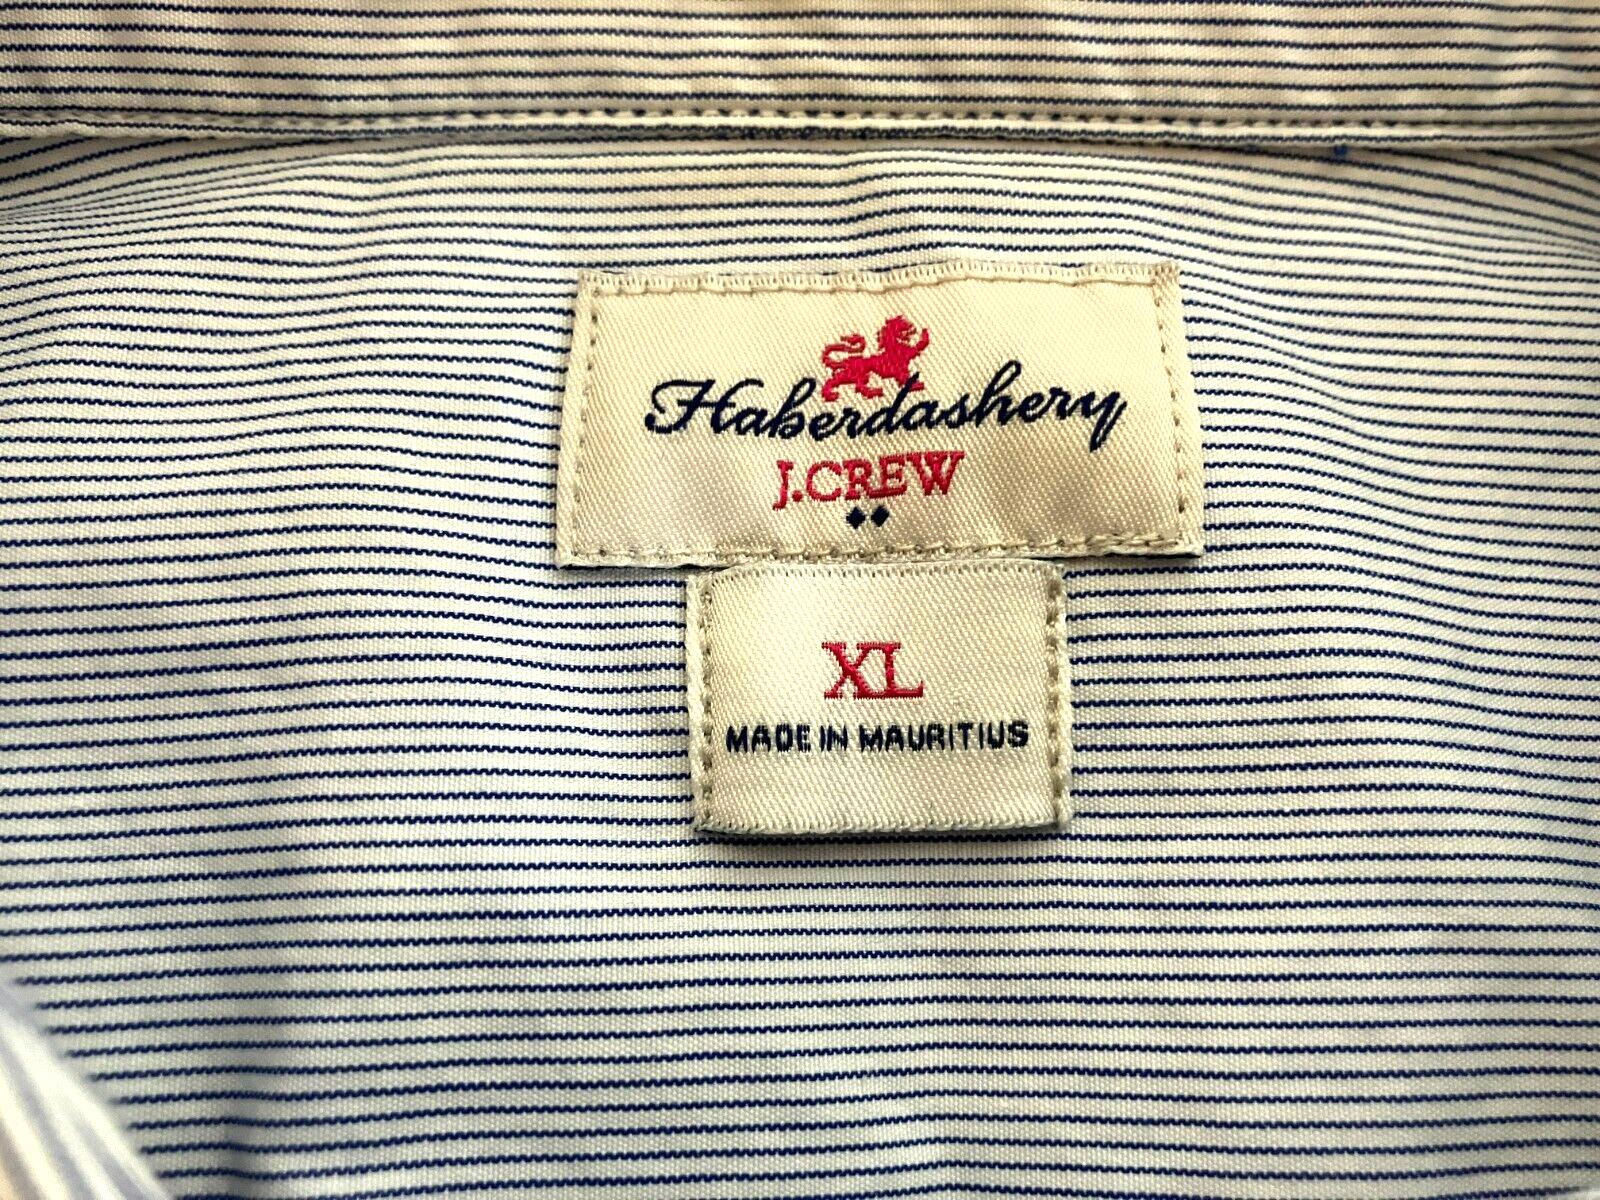 Haberdashery
J.CREW
XL
MADE IN MAURITIUS